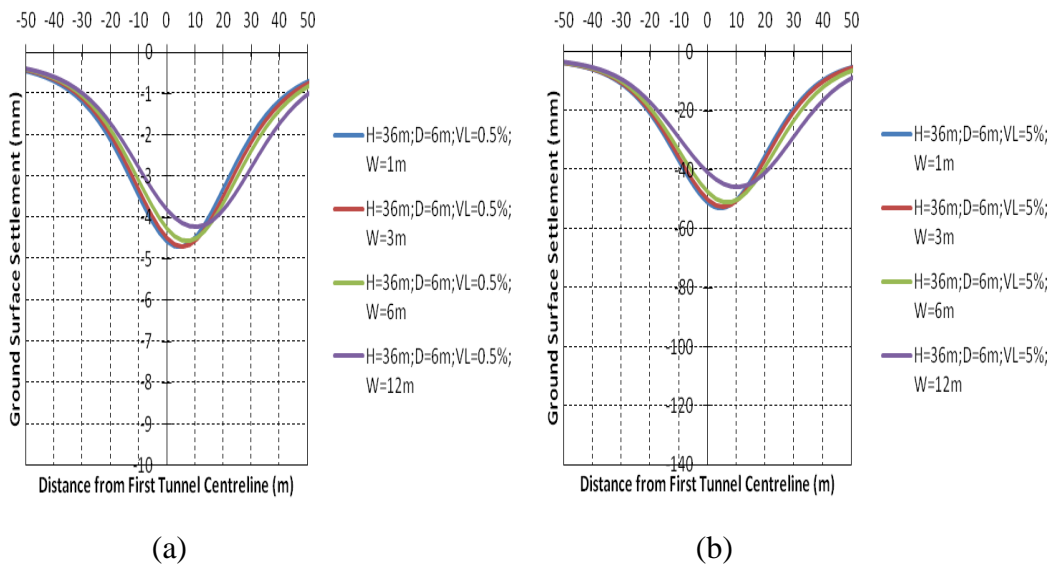 -50 -40 -30 -20 -10 0 10 20 30 40 50
0
-1
-2
-3
-4
-5
-6
-7
-8
-9
-10
Ground Surface Settlement (mm)
Distance from First Tunnel Centreline (m)
H=36m;D=6m;VL=0.5%;
W=1m
H=36m;D=6m;VL=0.5%;
W=3m
H=36m;D=6m;VL=0.5%;
W=6m
H=36m;D=6m;VL=0.5%;
W=12m
(a)
-50 -40 -30 -20 -10 0 10 20 30 40 50
0
-20
-40
-60
-80
-100
-120
-140
Ground Surface Settlement (mm)
Distance from First Tunnel Centreline (m)
H=36m;D=6m;VL=5%;
W=1m
H=36m;D=6m;VL=5%;
W=3m
H=36m;D=6m;VL=5%;
W=6m
H=36m;D=6m;VL=5%;
W=12m
(b)